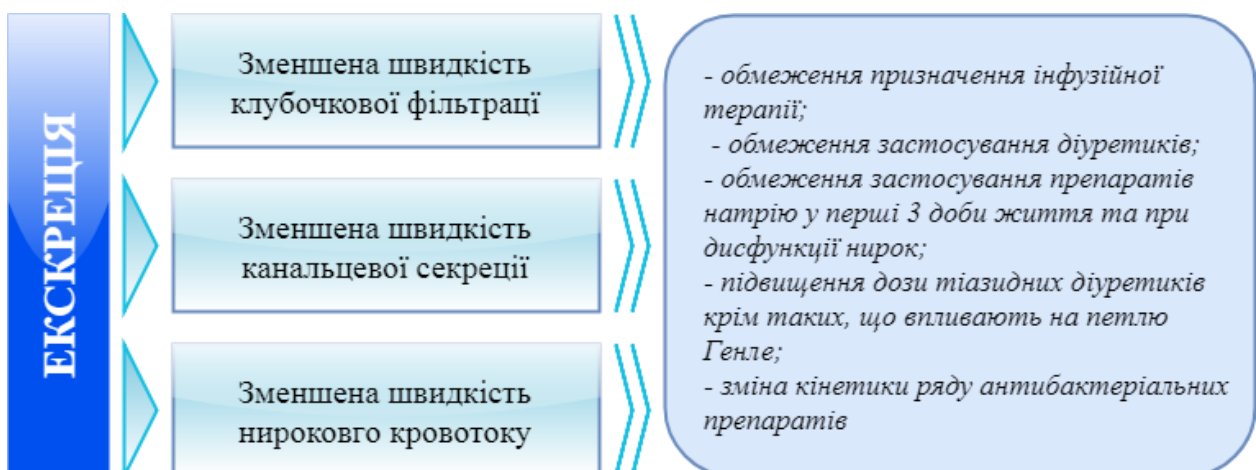 ЕКСКРЕЦІЯ
Зменшена швидкість
клубочкової фільтраці
Зменшена швидкість
канальцевої секреції
Зменшена швидкість
нирковго кровотоку
- обмеження призначення інфузійної
терапії;
- обмеження застосування діуретиків;
- обмеження застосування препаратів
натрію у перші 3 доби життя та при
дисфункції нирок;
- підвищення дози тіазидних діуретиків
крім таких, що впливають на петлю
Генле;
- зміна кінетики ряду антибактеріальних
препаратів